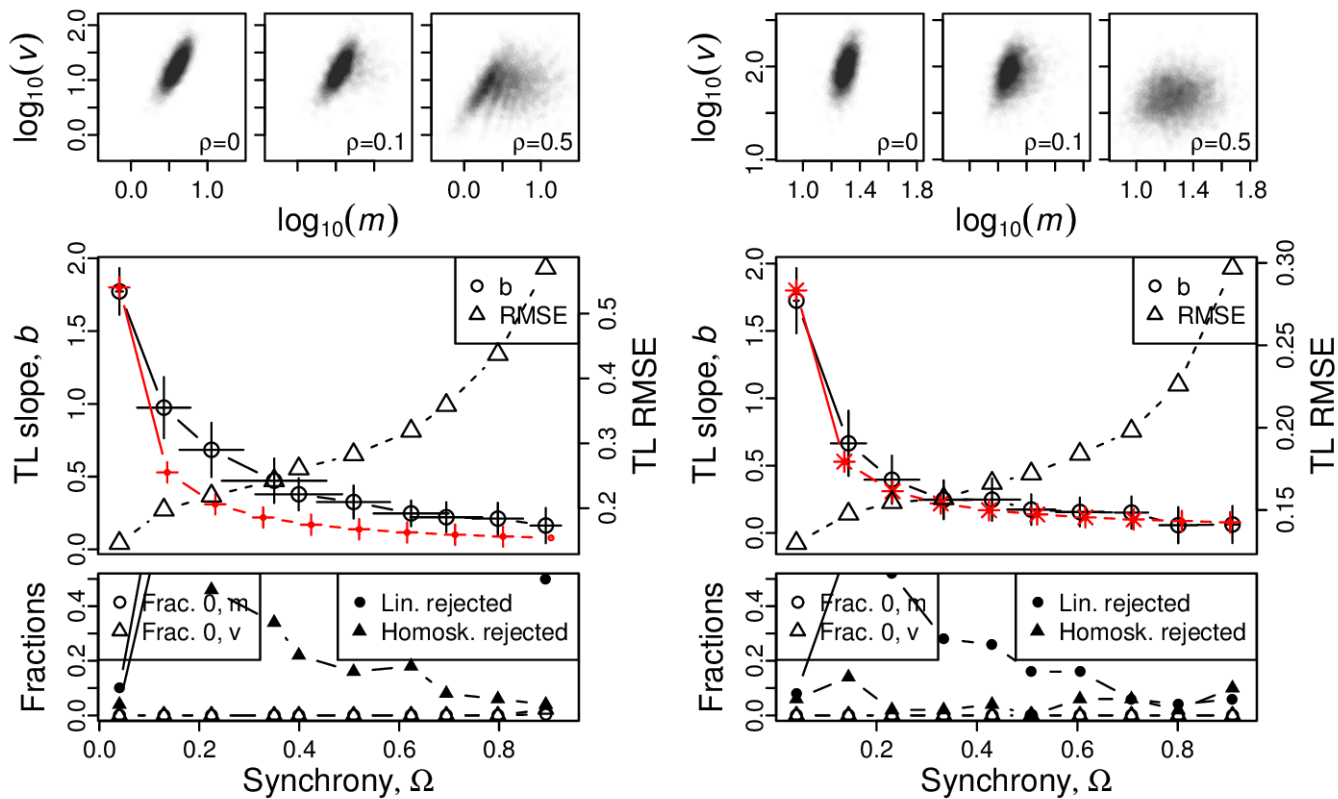 log10(v)
0.0 1.0 2.0
ρ=0
ρ=0.1
ρ=0.5
0.0 1.0 0.0 1.0
log10(m)
TL slope, b
0.0 0.5 1.0 1.5 2.0
b
RMSE
0.2 0.3 0.4 0.5
TL RMSE
Fractions
0.0 0.2 0.4
Frac. 0, m
Frac. 0, v
Lin. rejected
Homosk. rejected
0.0 0.2 0.4 0.6 0.8
Synchrony, Ω
log10(v)
1.0 2.0
ρ=0
ρ=0.1
ρ=0.5
1.0 1.4 1.8 1.0 1.4 1.8
log10(m)
TL slope, b
0.0 0.5 1.0 1.5 2.0
b
RMSE
0.15 0.20 0.25 0.30
TL RMSE
Fractions
0.0 0.2 0.4
Frac. 0, m
Frac. 0, v
Lin. rejected
Homosk. rejected
0.2 0.4 0.6 0.8
Synchrony, Ω